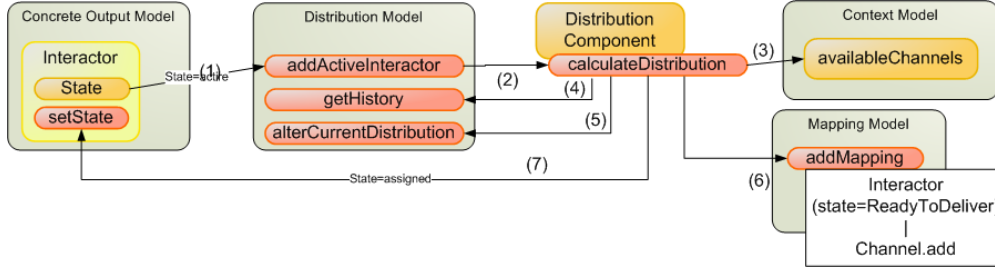 Concrete Output Model
Interactor
State
setState
(1)
State=active
Distribution Model
addActiveInteractor
getHistory
alterCurrentDistribution
(2)
(4)
(5)
(7)
State=assigned
Distribution
Component
calculateDistribution
(3)
Context Model
availableChannels
Mapping Model
addMapping
(6)
Interactor
(state=ReadyToDeliver
|
Channel.add